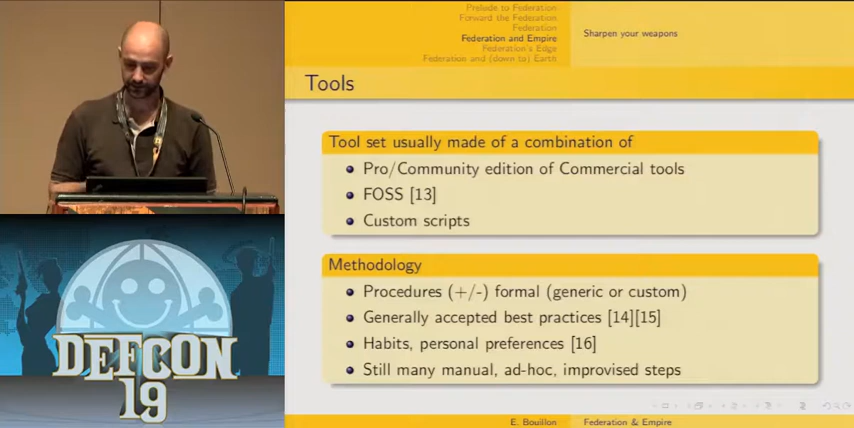 Prelude to Federation
Forward the Federation
Federation
Federation and Empire
Federation's Edge
Federation and (down to) Earth
Sharpen your weapons
Tools
Tool set usually made of a combination of
Pro/Community edition of Commercial tools
FOSS [13]
Custom scripts
Methodology
Procedures (+/-) formal (generic or custom)
Generally accepted best practices [14][15]
Habits, personal preferences [16]
Still many manual, ad-hoc, improvised steps
E. Bouillon
Federation & Empire
DEFCON
19